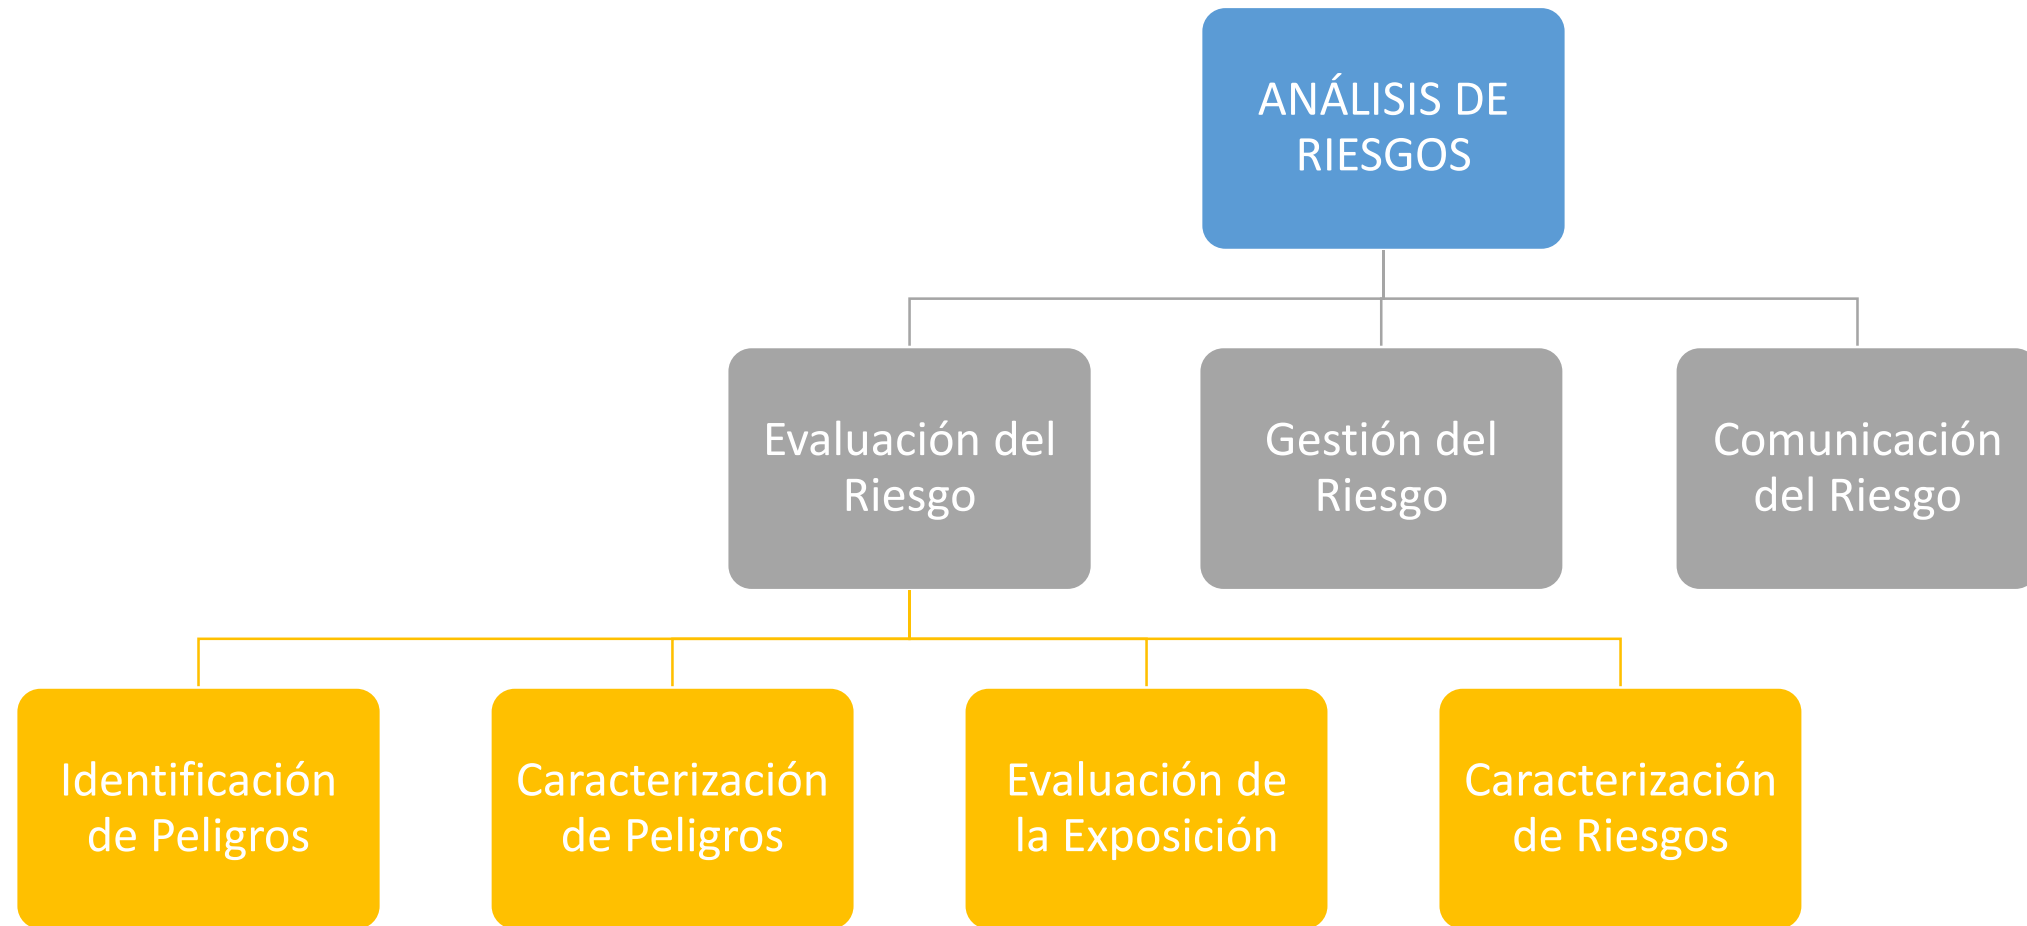 ANÁLISIS DE
RIESGOS
Evaluación del
Riesgo
Gestión del
Riesgo
Comunicación
del Riesgo
Identificación
de Peligros
Caracterización
de Peligros
Evaluación de
la Exposición
Caracterización
de Riesgos